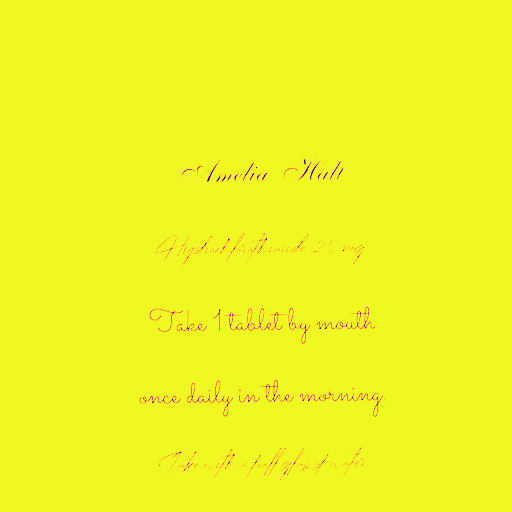 Amelia Hall
Hydrochlorothiazide 25 mg
Take 1 tablet by mouth
once daily in the morning.
Take with a full glass of water